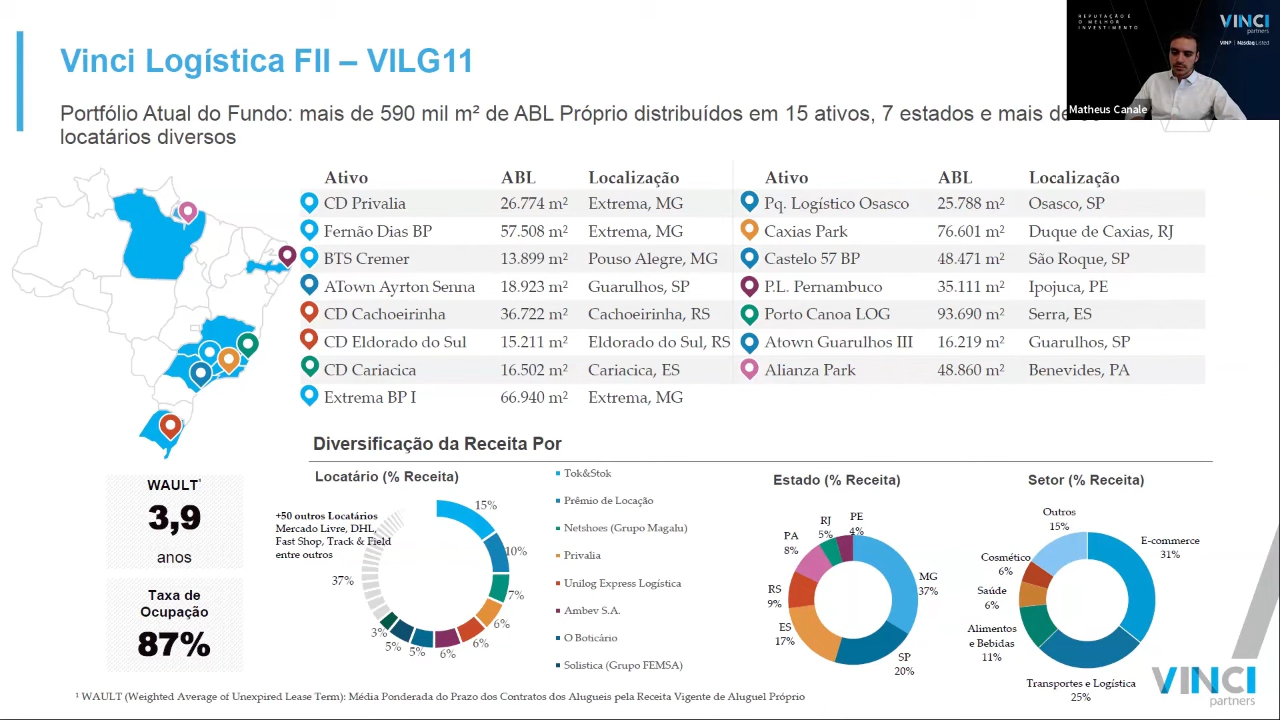 REPUTAÇÃO É
O MELHOR
INVESTIMENTO
VINCI
partners
VINP | Nasdaq Listed
Matheus Canale
Vinci Logística FII – VILG11
Portfólio Atual do Fundo: mais de 590 mil m² de ABL Próprio distribuídos em 15 ativos, 7 estados e mais de
locatários diversos
Ativo ABL Localização
CD Privalia 26.774 m² Extrema, MG
Fernão Dias BP 57.508 m² Extrema, MG
BTS Cremer 13.899 m² Pouso Alegre, MG
ATown Ayrton Senna 18.923 m² Guarulhos, SP
CD Cachoeirinha 36.722 m² Cachoeirinha, RS
CD Eldorado do Sul 15.211 m² Eldorado do Sul, RS
CD Cariacica 16.502 m² Cariacica, ES
Extrema BP I 66.940 m² Extrema, MG
Ativo ABL Localização
Pq. Logístico Osasco 25.788 m² Osasco, SP
Caxias Park 76.601 m² Duque de Caxias, RJ
Castelo 57 BP 48.471 m² São Roque, SP
P.L. Pernambuco 35.111 m² Ipojuca, PE
Porto Canoa LOG 93.690 m² Serra, ES
Atown Guarulhos III 16.219 m² Guarulhos, SP
Alianza Park 48.860 m² Benevides, PA
WAULT¹
3,9
anos
Taxa de
Ocupação
87%
Diversificação da Receita Por
Locatário (% Receita)
+50 outros Locatários
Mercado Livre, DHL,
Fast Shop, Track & Field
entre outros
37%
15%
10%
7%
6%
6%
6%
5%
5%
3%
Tok&Stok
Prêmio de Locação
Netshoes (Grupo Magalu)
Privalia
Unilog Express Logística
Ambev S.A.
O Boticário
Solistica (Grupo FEMSA)
Estado (% Receita)
MG
37%
SP
20%
ES
17%
RS
9%
PA
8%
RJ
5%
PE
4%
Setor (% Receita)
E-commerce
31%
Transportes e Logística
25%
Alimentos
e Bebidas
11%
Saúde
6%
Cosmético
6%
Outros
15%
¹ WAULT (Weighted Average of Unexpired Lease Term): Média Ponderada do Prazo dos Contratos dos Alugueis pela Receita Vigente de Aluguel Próprio
VINCI
partners